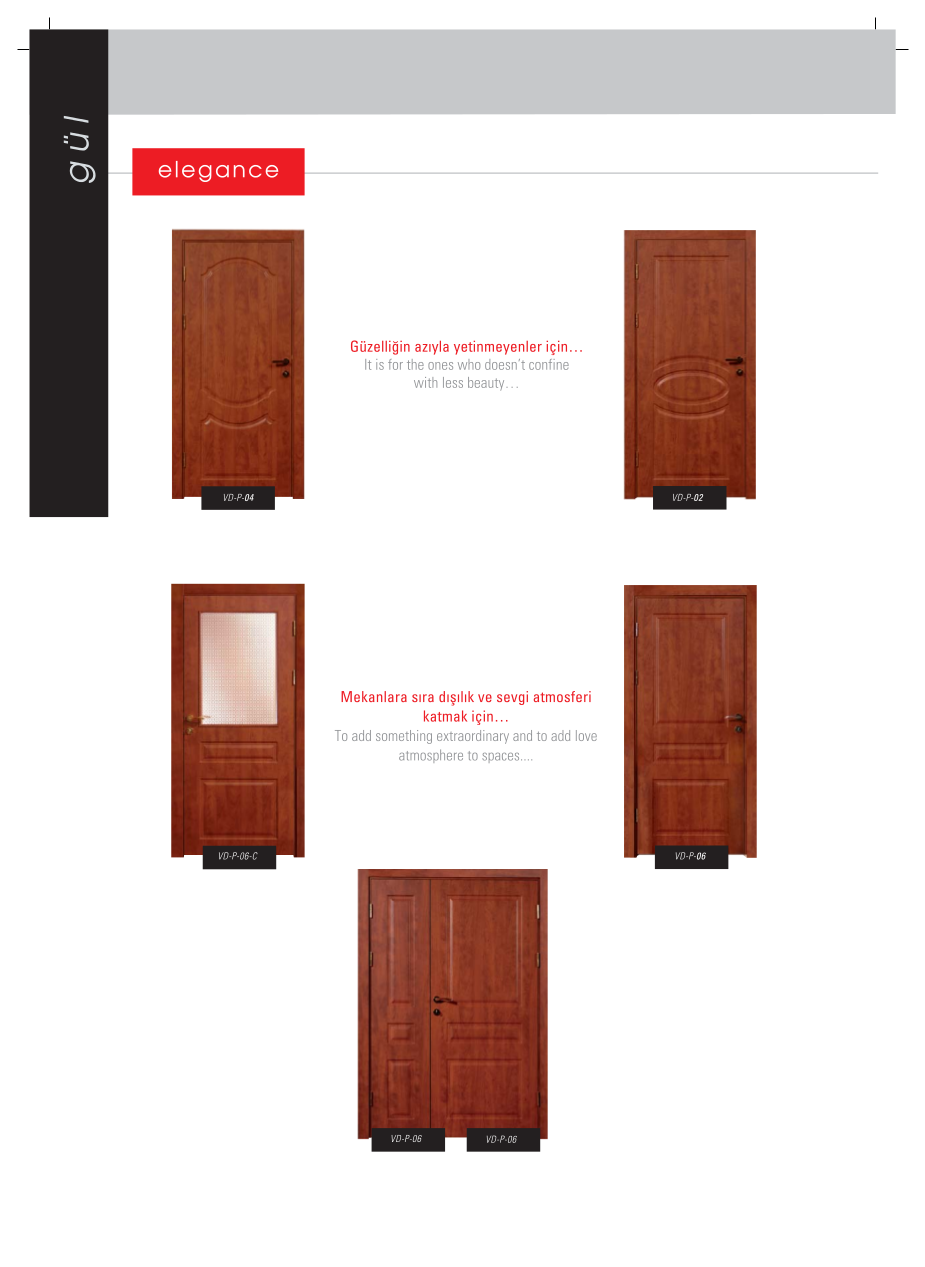 gül
elegance
Güzelliğin azıyla yetinmeyenler için…
It is for the ones who doesn't confine
with less beauty…
VD-P-04
VD-P-02
Mekanlara sıra dışılık ve sevgi atmosferi
katmak için…
To add something extraordinary and to add love
atmosphere to spaces....
VD-P-06-C
VD-P-06
VD-P-06
VD-P-06